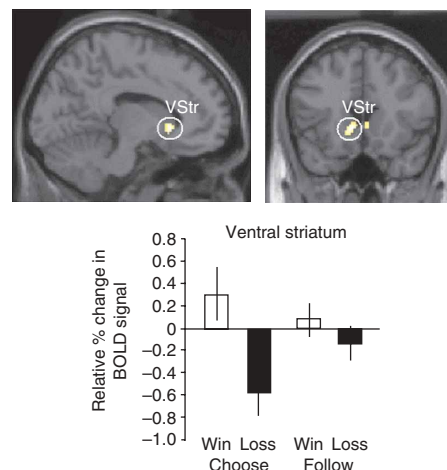 VStr
VStr
Ventral striatum
Relative % change in
BOLD signal
0.8
0.6
0.4
0.2
0
−0.2
−0.4
−0.6
−0.8
−1.0
Win Loss Win Loss
Choose Follow